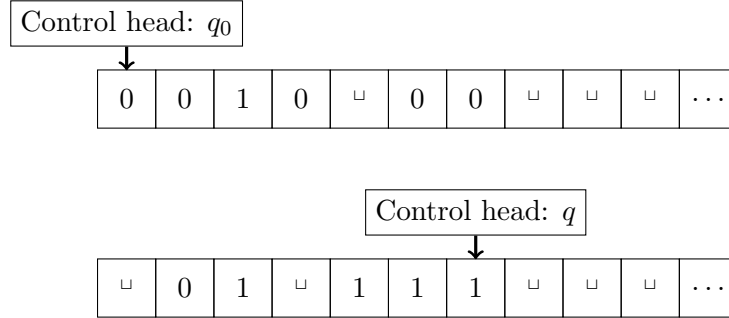 Control head: q₀
0 0 1 0 ␣ 0 0 ␣ ␣ ␣ ⋯
Control head: q
␣ 0 1 ␣ 1 1 1 ␣ ␣ ␣ ⋯